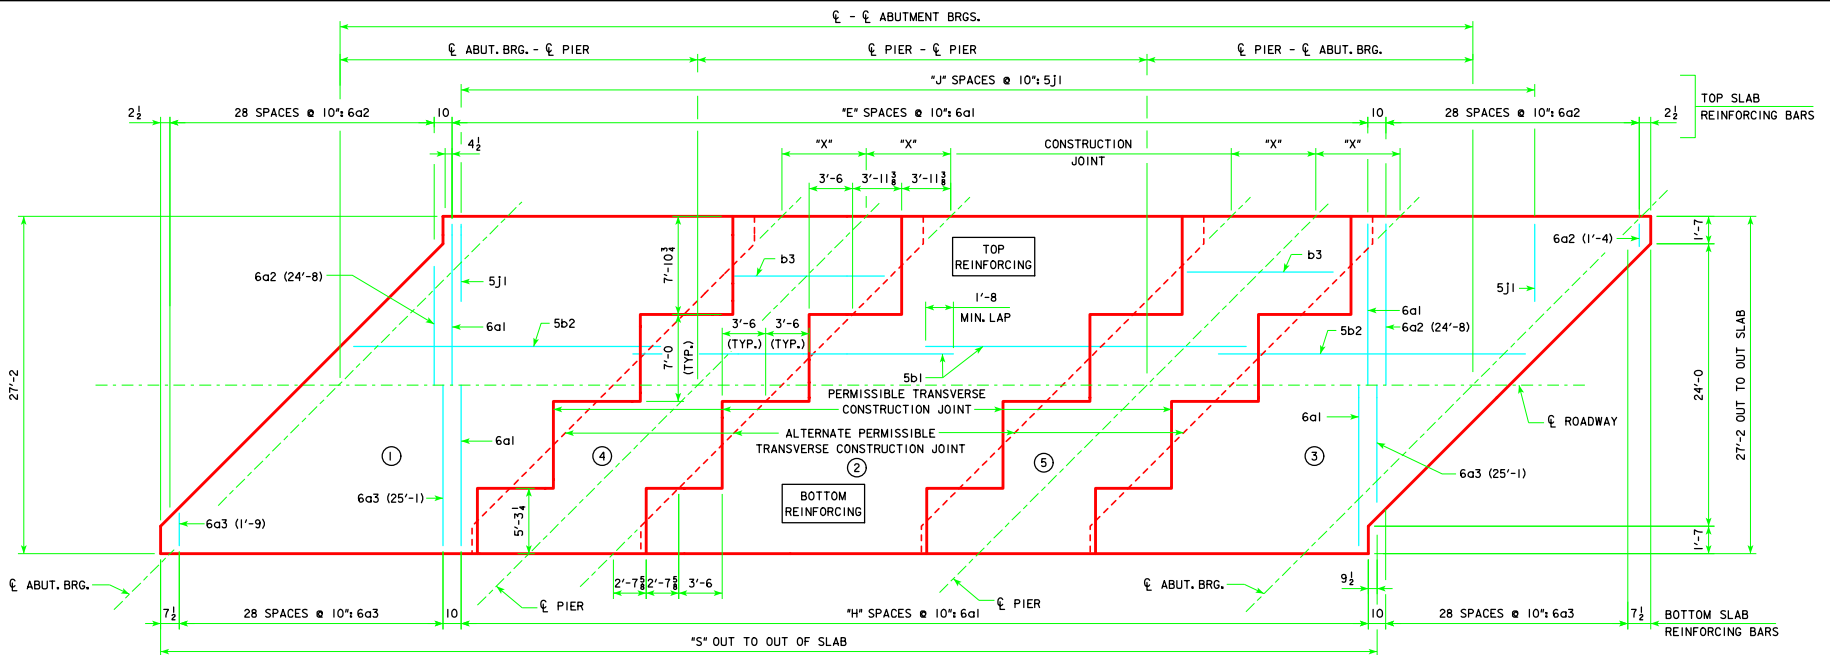 ℄ - ℄ ABUTMENT BRGS.
℄ ABUT. BRG. - ℄ PIER
℄ PIER - ℄ PIER
℄ PIER - ℄ ABUT. BRG.
"J" SPACES @ 10": 5j1
2½
28 SPACES @ 10": 6a2
10
"E" SPACES @ 10": 6a1
10
28 SPACES @ 10": 6a2
2½
TOP SLAB
REINFORCING BARS
4½
"X"
"X"
CONSTRUCTION
JOINT
"X"
"X"
3'-6
3'-11⅜
3'-11⅜
27'-2
6a2 (24'-8)
5j1
6a1
5b2
7'-10¾
b3
TOP
REINFORCING
b3
6a2 (1'-4)
1'-7
5j1
1'-8
MIN. LAP
6a1
6a2 (24'-8)
5b2
3'-6
(TYP.)
3'-6
(TYP.)
7'-0
(TYP.)
5b1
24'-0
27'-2 OUT TO OUT SLAB
PERMISSIBLE TRANSVERSE
CONSTRUCTION JOINT
6a1
℄ ROADWAY
ALTERNATE PERMISSIBLE
TRANSVERSE CONSTRUCTION JOINT
6a1
1
4
2
5
3
6a3 (25'-1)
6a3 (25'-1)
BOTTOM
REINFORCING
6a3 (1'-9)
5'-3¼
1'-7
℄ ABUT. BRG.
2'-7⅝
2'-7⅝
3'-6
℄ PIER
℄ PIER
℄ ABUT. BRG.
9½
7½
28 SPACES @ 10": 6a3
10
"H" SPACES @ 10": 6a1
10
28 SPACES @ 10": 6a3
7½
BOTTOM SLAB
REINFORCING BARS
"S" OUT TO OUT OF SLAB